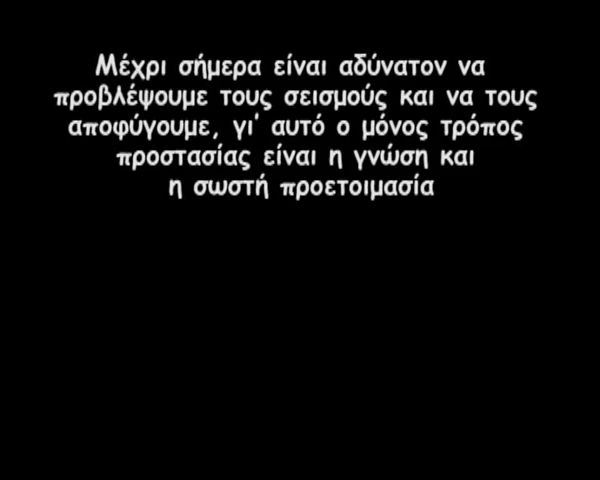 Μέχρι σήμερα είναι αδύνατον να
προβλέψουμε τους σεισμούς και να τους
αποφύγουμε, γι' αυτό ο μόνος τρόπος
προστασίας είναι η γνώση και
η σωστή προετοιμασία